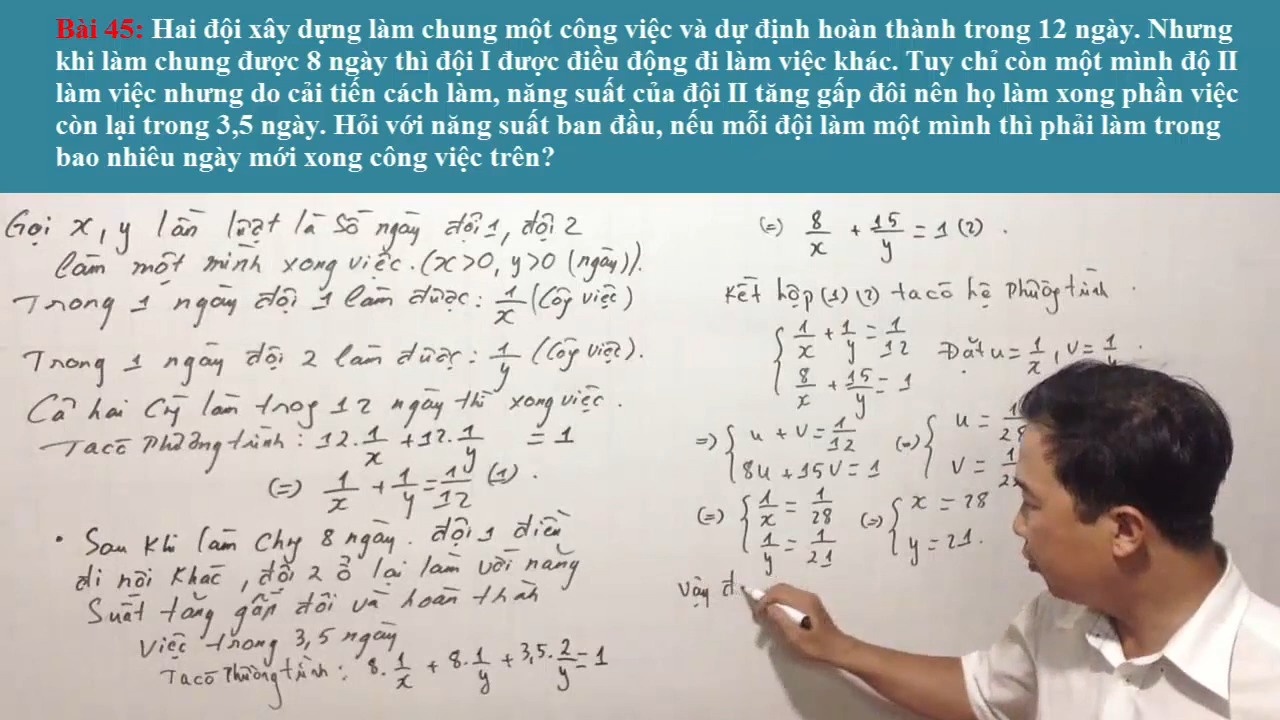 Bài 45: Hai đội xây dựng làm chung một công việc và dự định hoàn thành trong 12 ngày. Nhưng
khi làm chung được 8 ngày thì đội I được điều động đi làm việc khác. Tuy chỉ còn một mình độ II
làm việc nhưng do cải tiến cách làm, năng suất của đội II tăng gấp đôi nên họ làm xong phần việc
còn lại trong 3,5 ngày. Hỏi với năng suất ban đầu, nếu mỗi đội làm một mình thì phải làm trong
bao nhiêu ngày mới xong công việc trên?
Gọi x, y lần lượt là số ngày đội 1, đội 2
làm một mình xong việc. (x>0, y>0 (ngày)).
Trong 1 ngày đội 1 làm được: 1/x (Công việc)
Trong 1 ngày đội 2 làm được: 1/y (Công việc).
Cả hai cùng làm trong 12 ngày thì xong việc.
Ta có Phương trình: 12.1/x + 12.1/y = 1
(=) 1/x + 1/y = 1/12 (1).
• Sau khi làm chung 8 ngày. đội 1 điều
đi nơi khác, đội 2 ở lại làm với năng
suất tăng gấp đôi và hoàn thành
việc trong 3,5 ngày
Ta có Phương trình: 8.1/x + 8.1/y + 3,5.2/y = 1
(=) 8/x + 15/y = 1 (2).
Kết hợp (1) (2) ta có hệ Phương trình.
{ 1/x + 1/y = 1/12
8/x + 15/y = 1
Đặt u = 1/x, v = 1/y.
=) { u + v = 1/12
8u + 15v = 1
(=) { u = 1/28
v =
(=) { 1/x = 1/28
1/y = 1/21
(=) { x = 28
y = 21.
Vậy đ